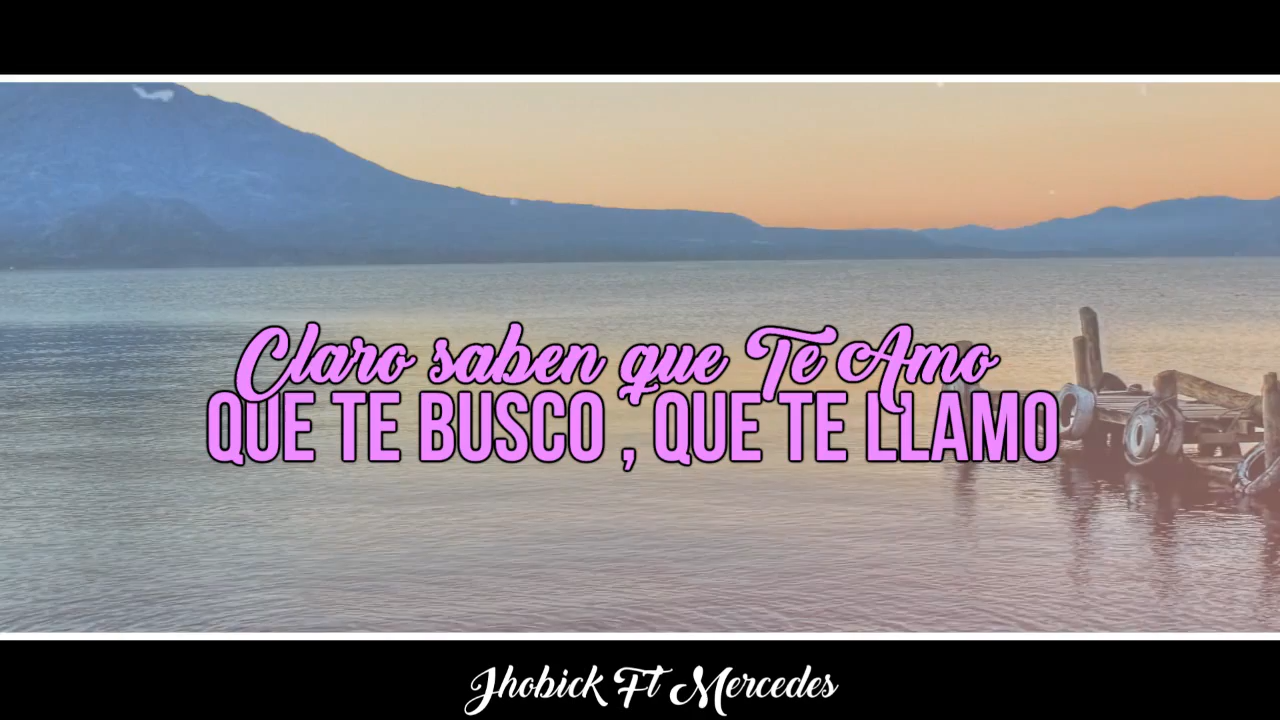 Claro saben que Te Amo
QUE TE BUSCO , QUE TE LLAMO
Jhobick Ft Mercedes